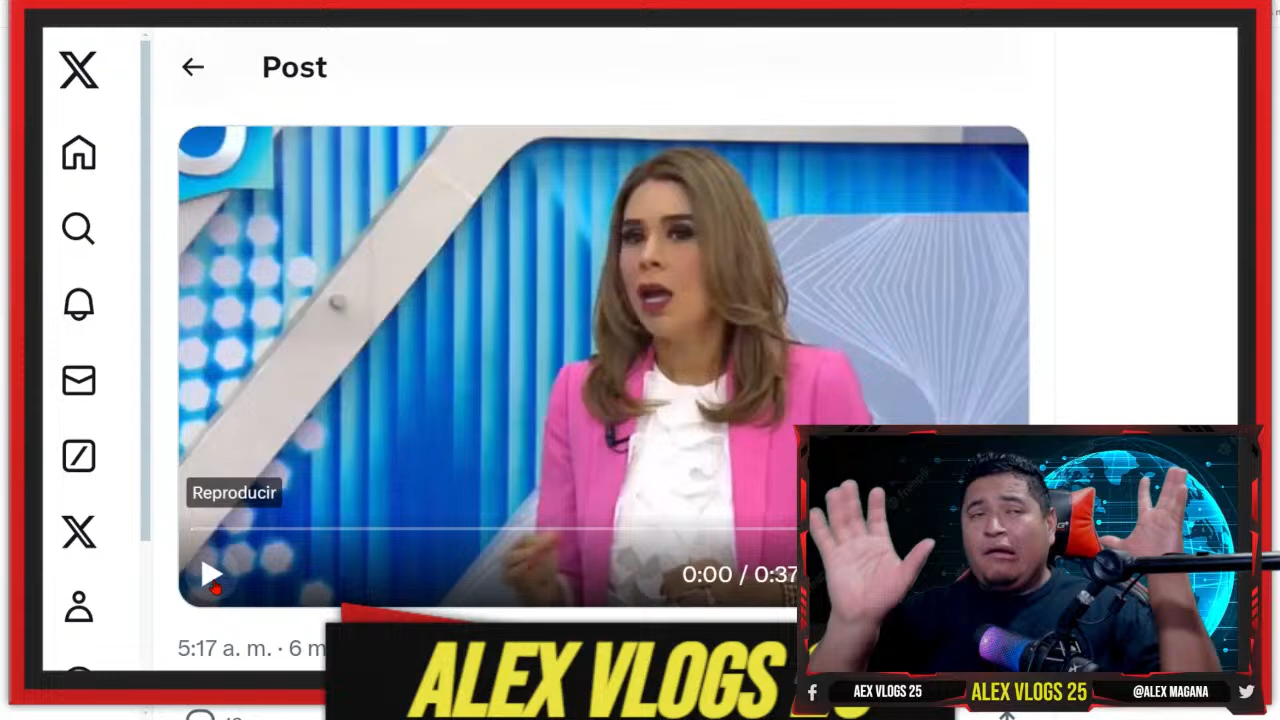 Post
Reproducir
0:00 / 0:37
5:17 a. m. · 6 m
ALEX VLOGS
AEX VLOGS 25
ALEX VLOGS 25
@ALEX MAGANA